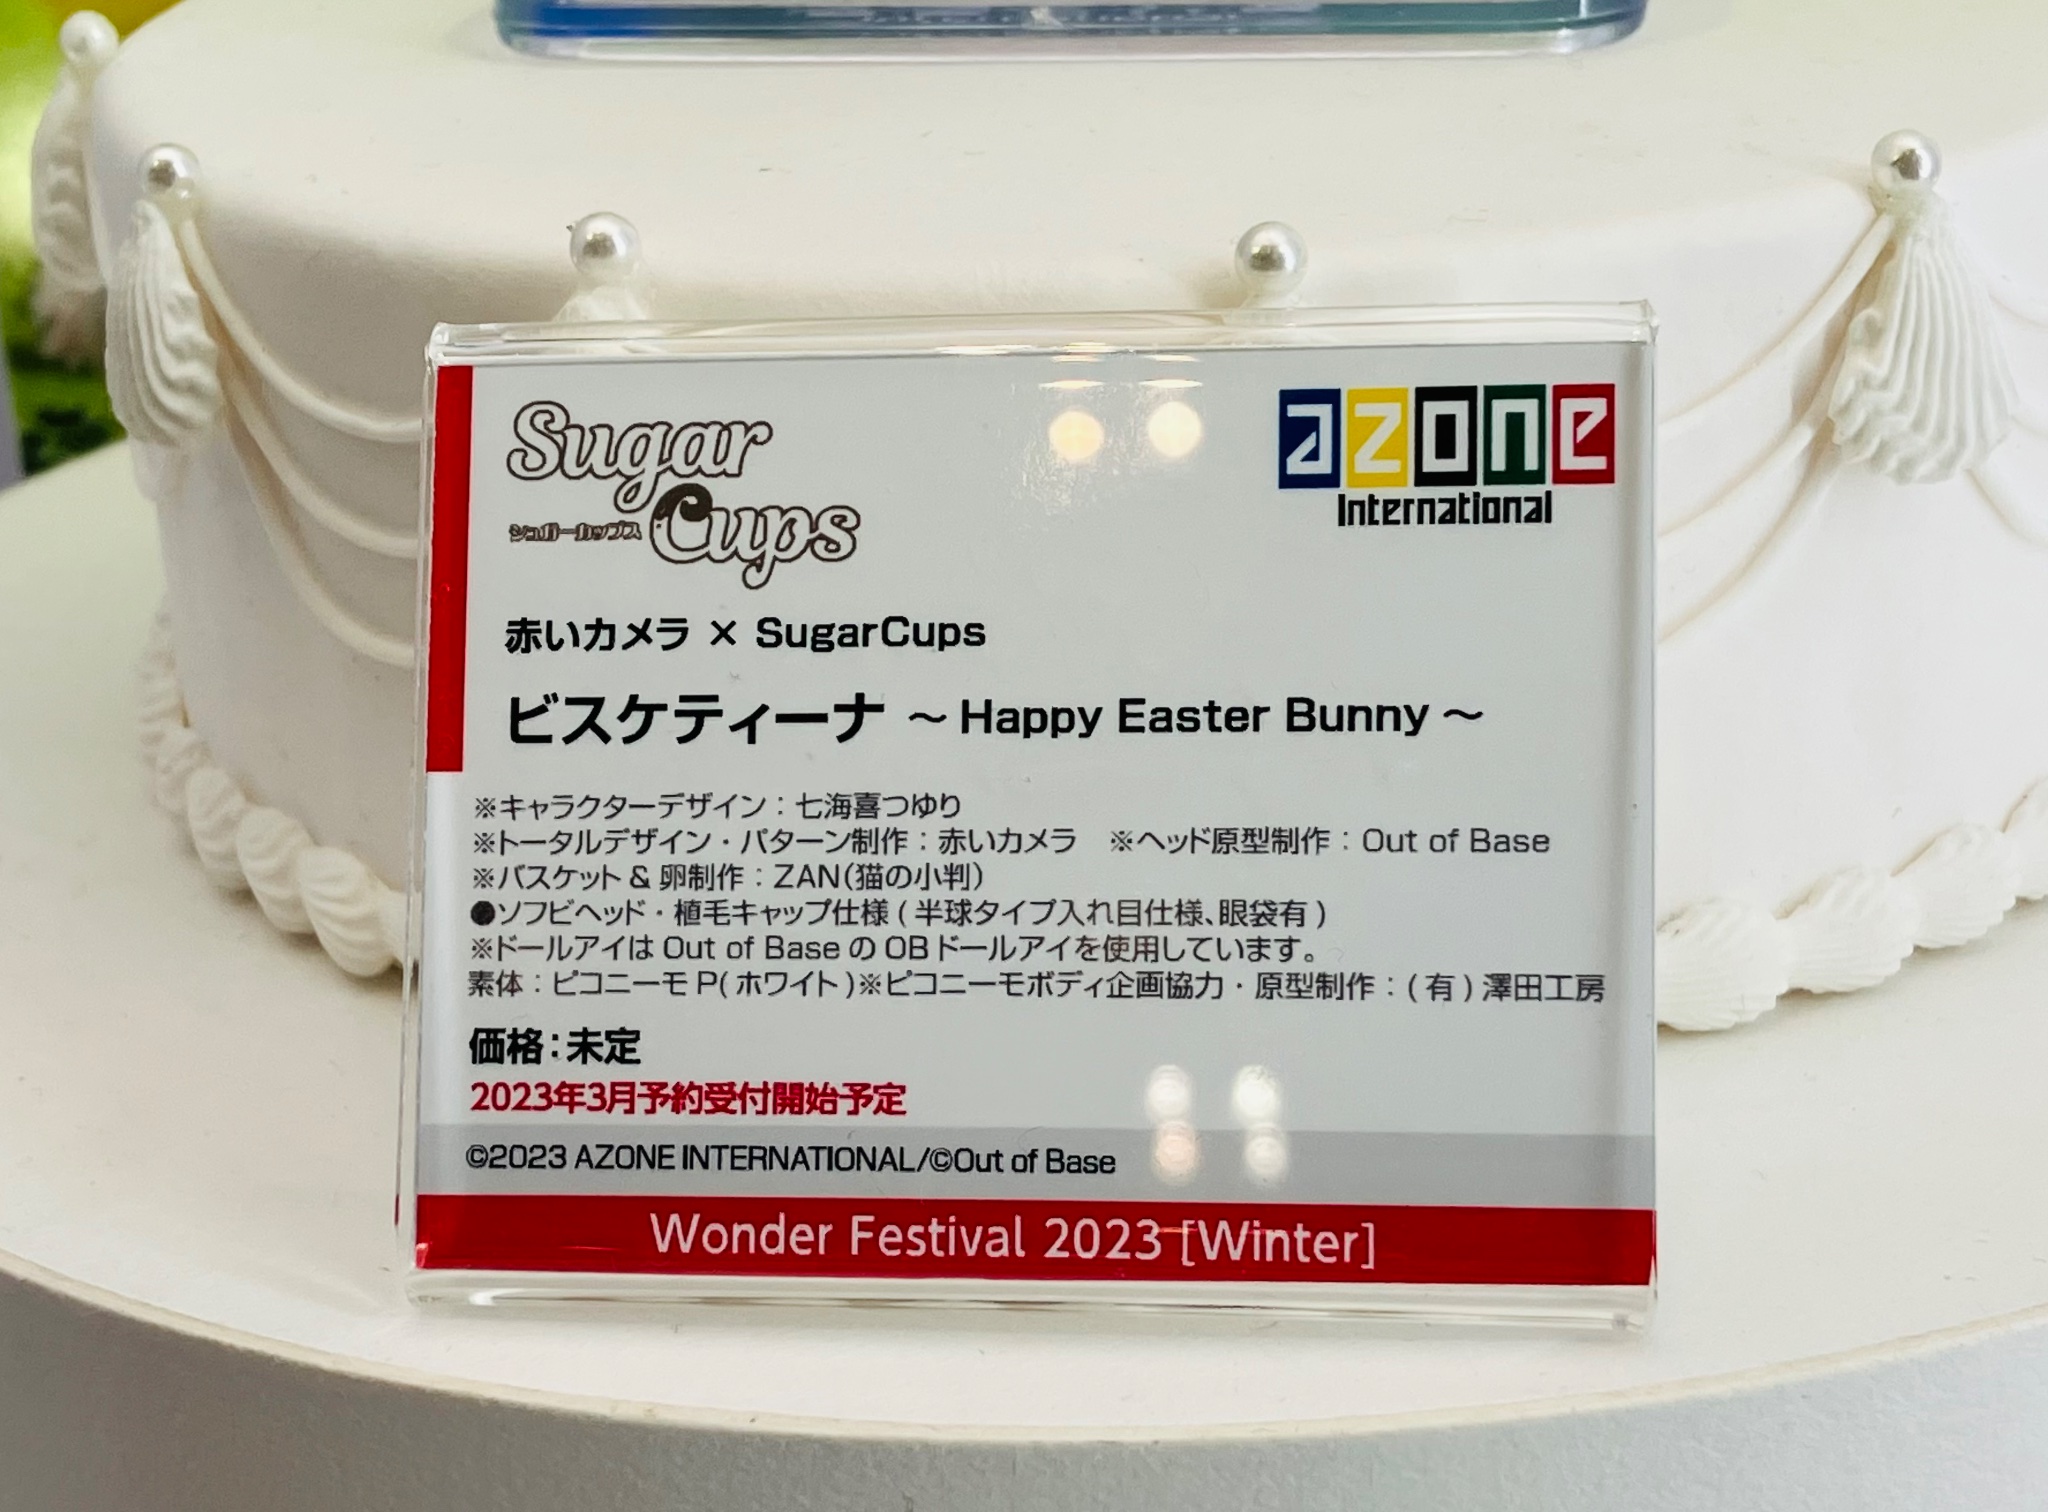 Sugar
Cups
シュガーカップス
azone
International
赤いカメラ × SugarCups
ビスケティーナ ～ Happy Easter Bunny ～
※キャラクターデザイン：七海喜つゆり
※トータルデザイン・パターン制作：赤いカメラ　※ヘッド原型制作：Out of Base
※バスケット & 卵制作：ZAN(猫の小判)
●ソフビヘッド・植毛キャップ仕様 ( 半球タイプ入れ目仕様、眼袋有 )
※ドールアイは Out of Base の OB ドールアイを使用しています。
素体：ピコニーモ P( ホワイト )※ピコニーモボディ企画協力・原型制作：( 有 ) 澤田工房
価格：未定
2023年3月予約受付開始予定
©2023 AZONE INTERNATIONAL/©Out of Base
Wonder Festival 2023 [Winter]